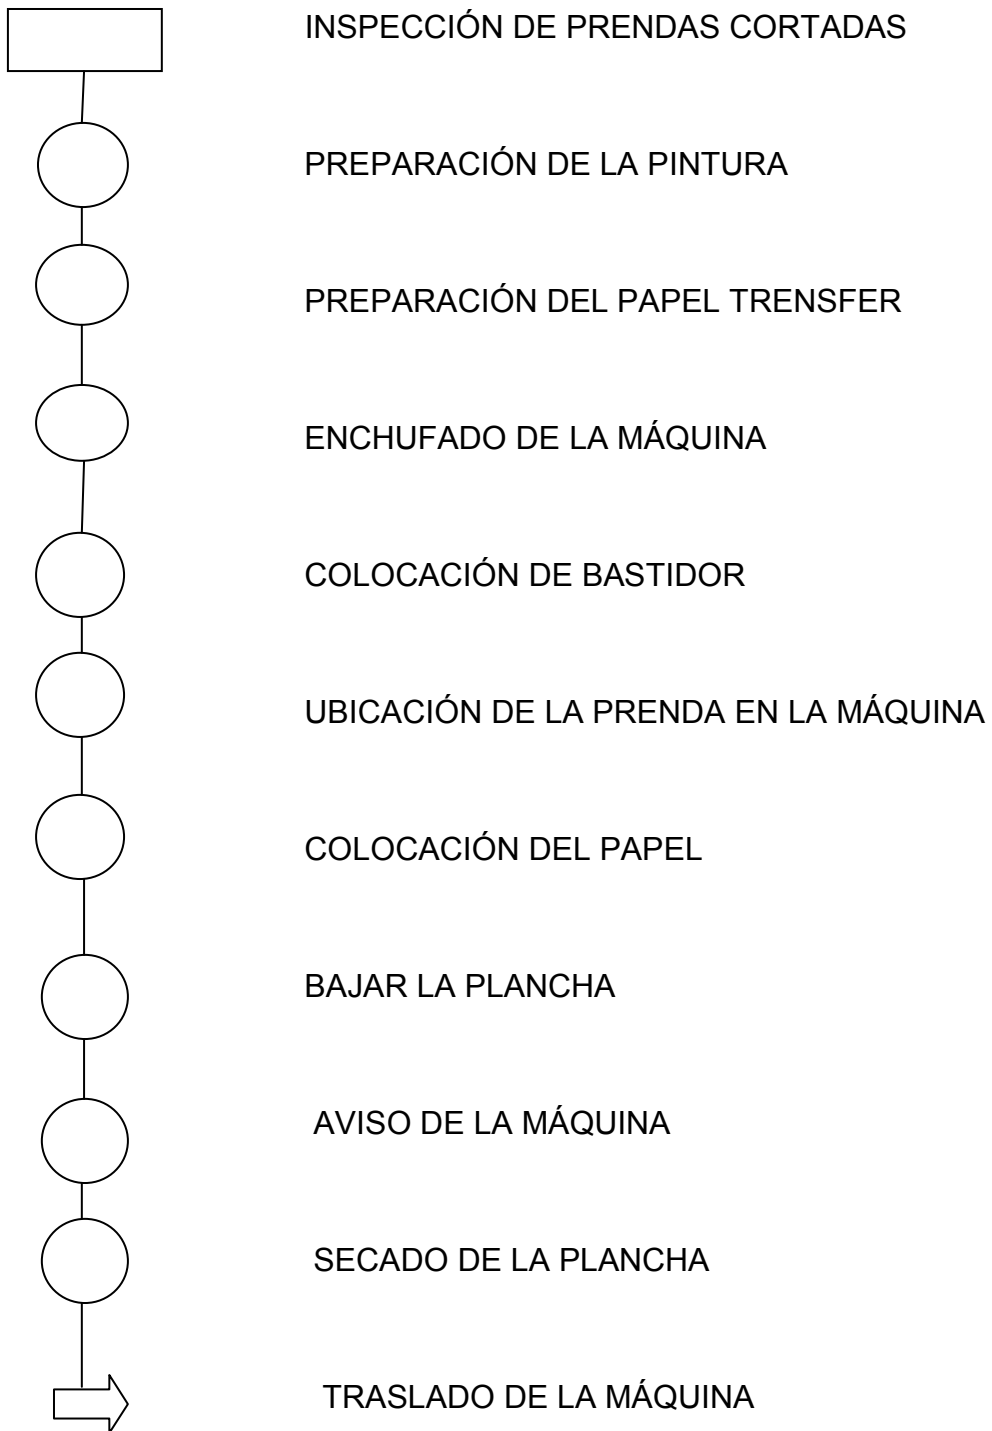 INSPECCIÓN DE PRENDAS CORTADAS
PREPARACIÓN DE LA PINTURA
PREPARACIÓN DEL PAPEL TRENSFER
ENCHUFADO DE LA MÁQUINA
COLOCACIÓN DE BASTIDOR
UBICACIÓN DE LA PRENDA EN LA MÁQUINA
COLOCACIÓN DEL PAPEL
BAJAR LA PLANCHA
AVISO DE LA MÁQUINA
SECADO DE LA PLANCHA
TRASLADO DE LA MÁQUINA